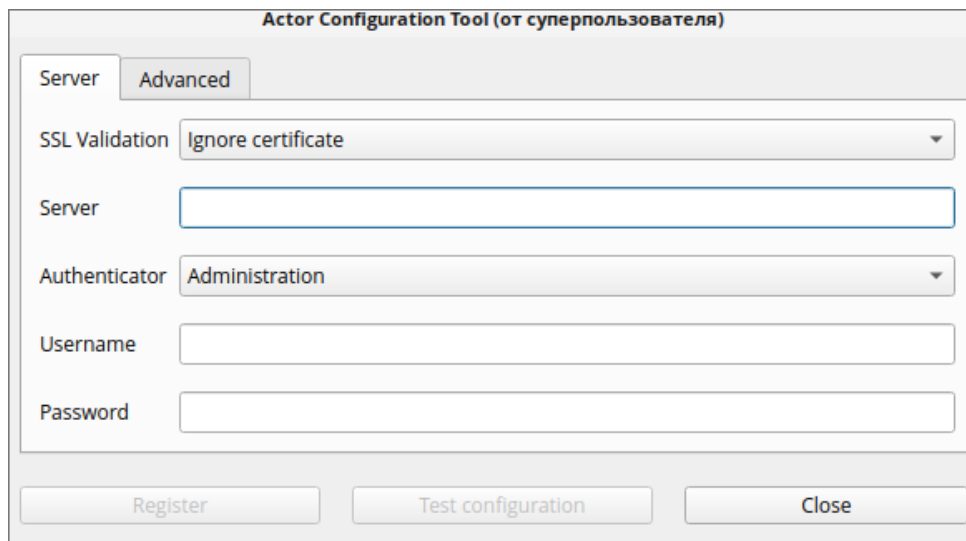 Actor Configuration Tool (от суперпользователя)
Server Advanced
SSL Validation Ignore certificate
Server
Authenticator Administration
Username
Password
Register Test configuration Close